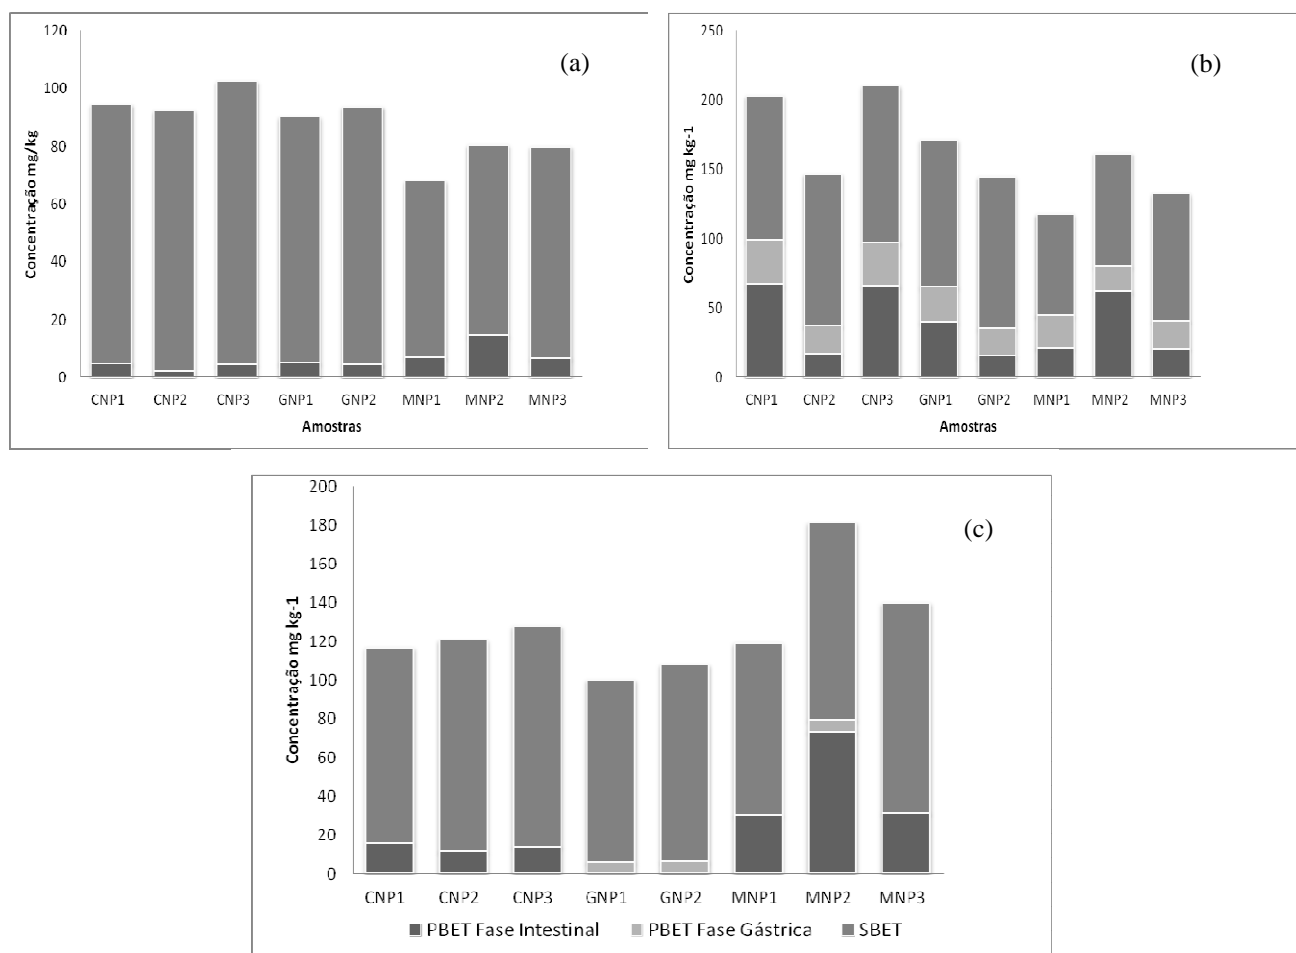 120
100
80
60
40
20
0
Concentração mg/kg
(a)
CNP1 CNP2 CNP3 GNP1 GNP2 MNP1 MNP2 MNP3
Amostras
250
200
150
100
50
0
Concentração mg kg-1
(b)
CNP1 CNP2 CNP3 GNP1 GNP2 MNP1 MNP2 MNP3
Amostras
200
180
160
140
120
100
80
60
40
20
0
Concentração mg kg-1
(c)
CNP1 CNP2 CNP3 GNP1 GNP2 MNP1 MNP2 MNP3
PBET Fase Intestinal PBET Fase Gástrica SBET